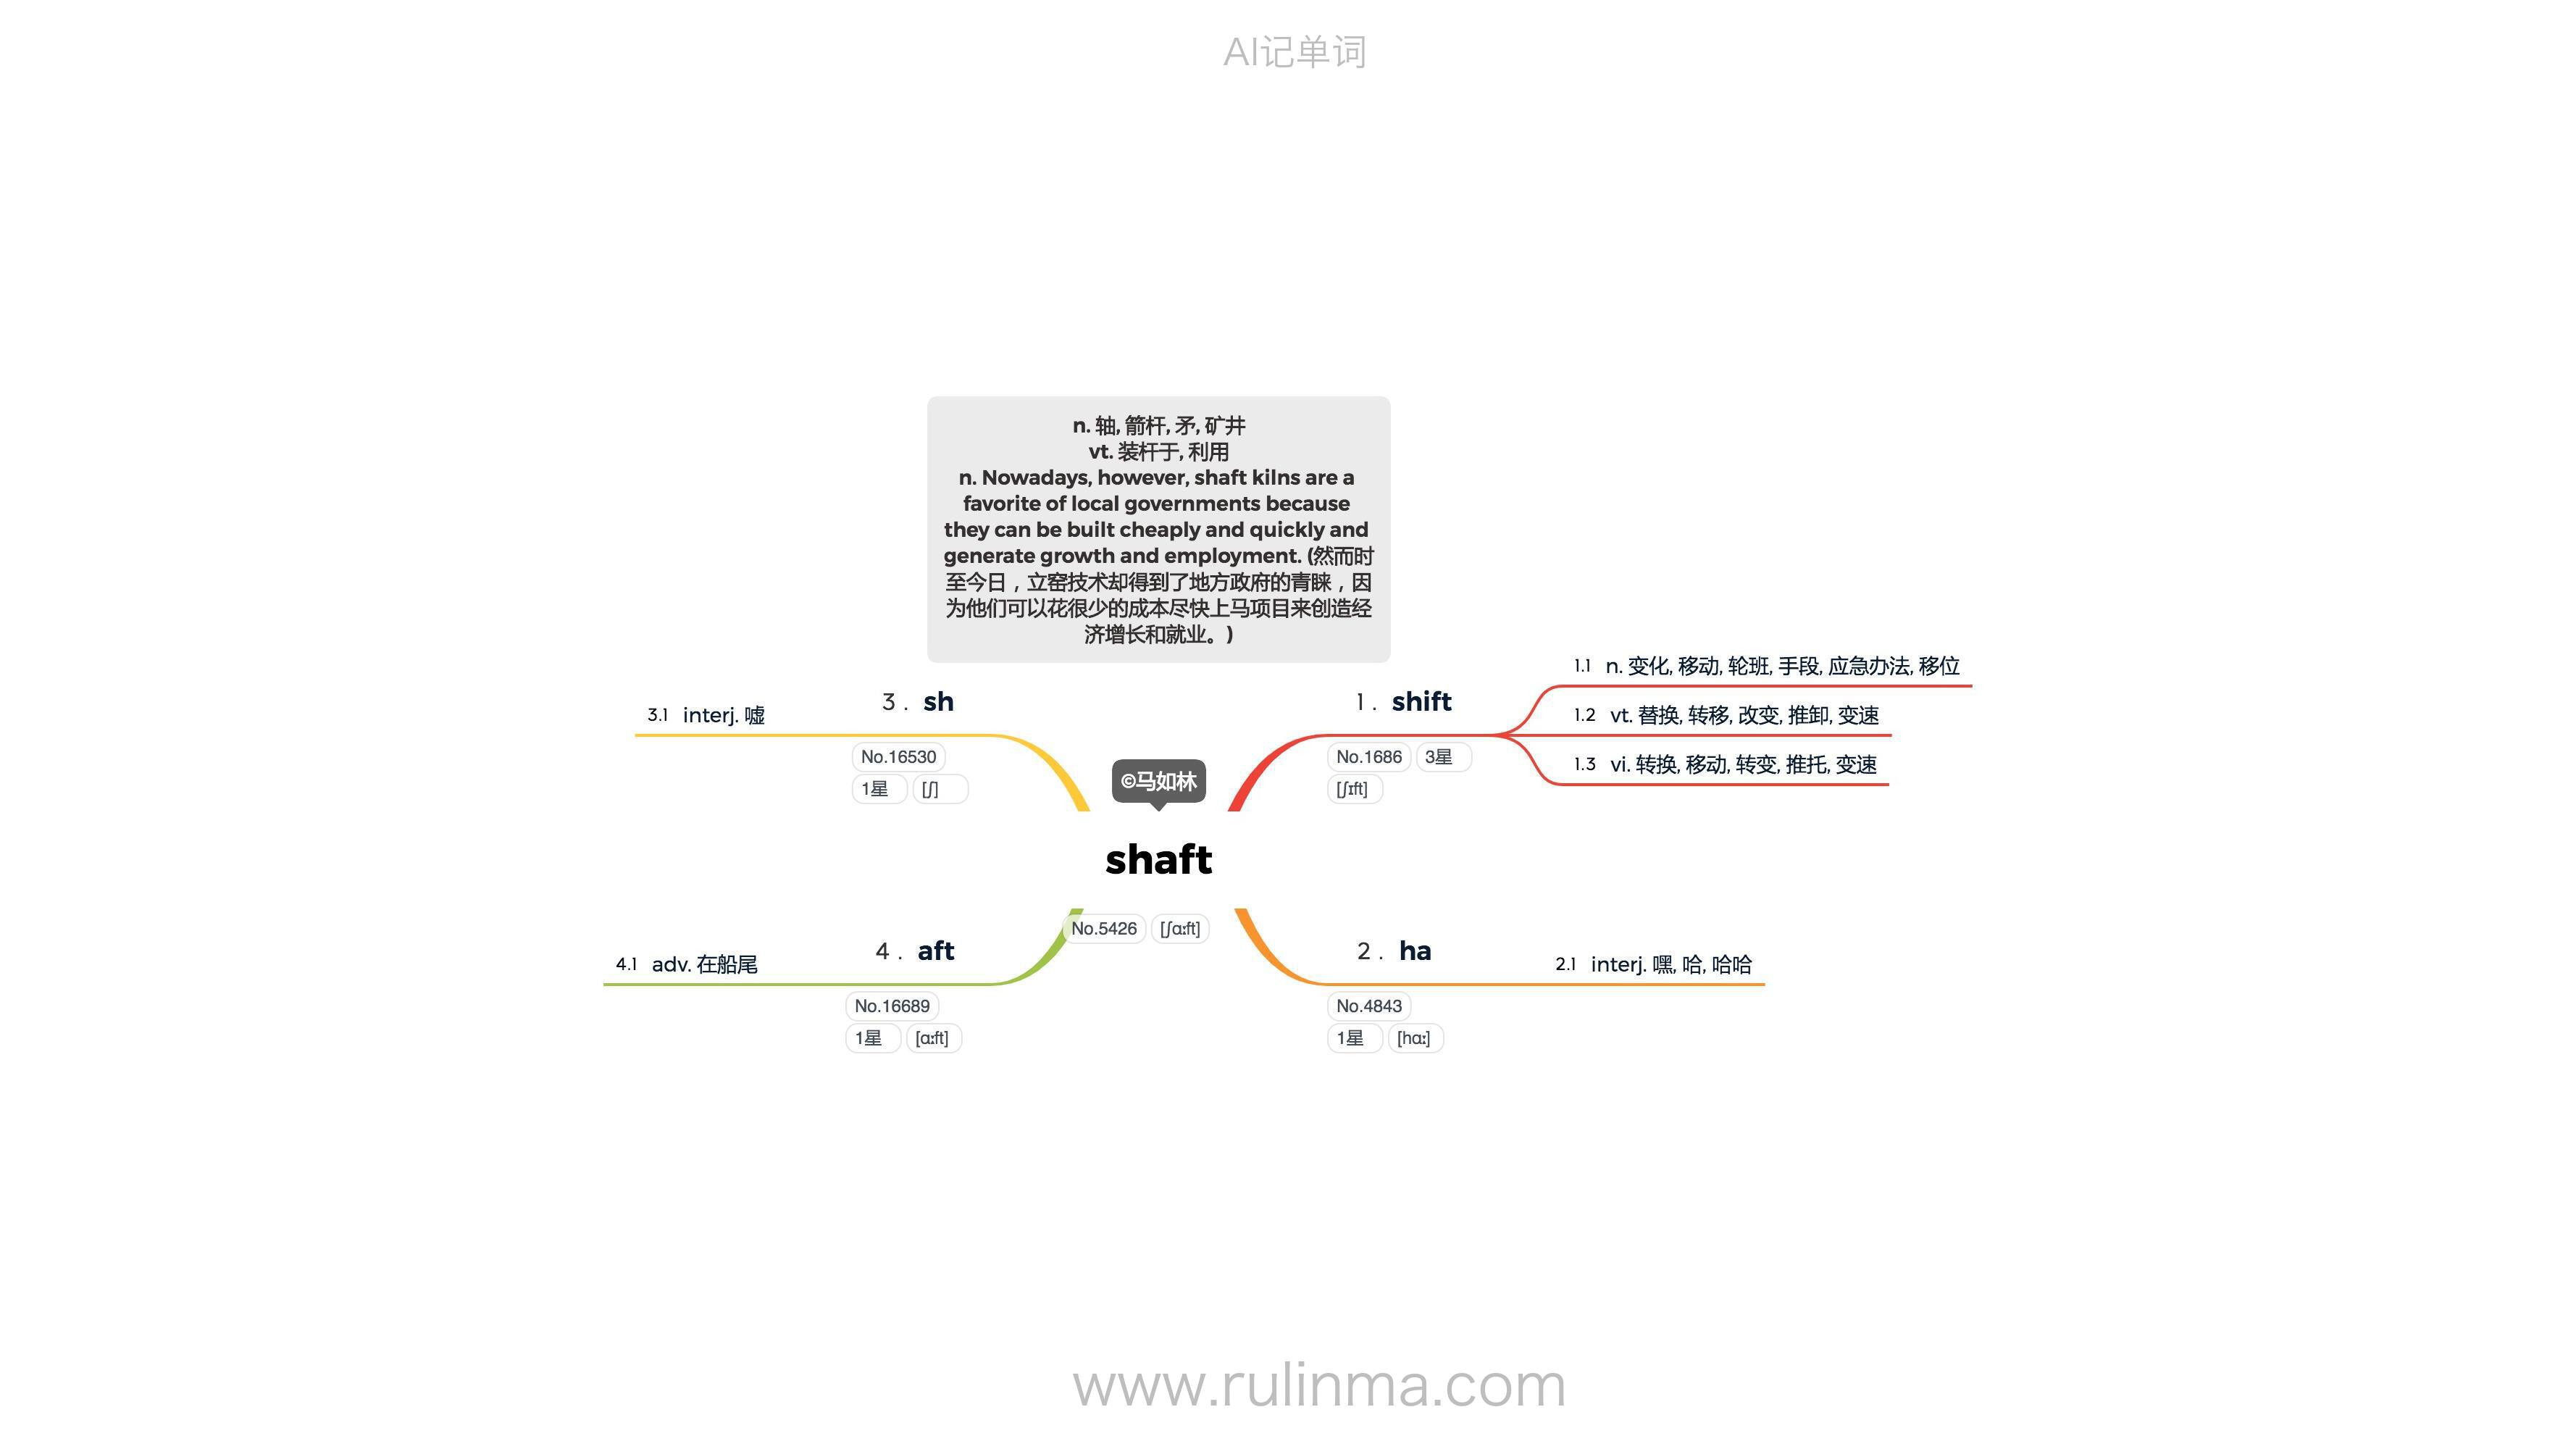 AI记单词
n. 轴, 箭杆, 矛, 矿井
vt. 装杆于, 利用
n. Nowadays, however, shaft kilns are a
favorite of local governments because
they can be built cheaply and quickly and
generate growth and employment. (然而时
至今日，立窑技术却得到了地方政府的青睐，因
为他们可以花很少的成本尽快上马项目来创造经
济增长和就业。)
©马如林
shaft
No.5426 [ʃɑːft]
1 . shift
No.1686 3星
[ʃɪft]
1.1 n. 变化, 移动, 轮班, 手段, 应急办法, 移位
1.2 vt. 替换, 转移, 改变, 推卸, 变速
1.3 vi. 转换, 移动, 转变, 推托, 变速
2 . ha
No.4843
1星 [hɑː]
2.1 interj. 嘿, 哈, 哈哈
3 . sh
No.16530
1星 [ʃ]
3.1 interj. 嘘
4 . aft
No.16689
1星 [ɑːft]
4.1 adv. 在船尾
www.rulinma.com